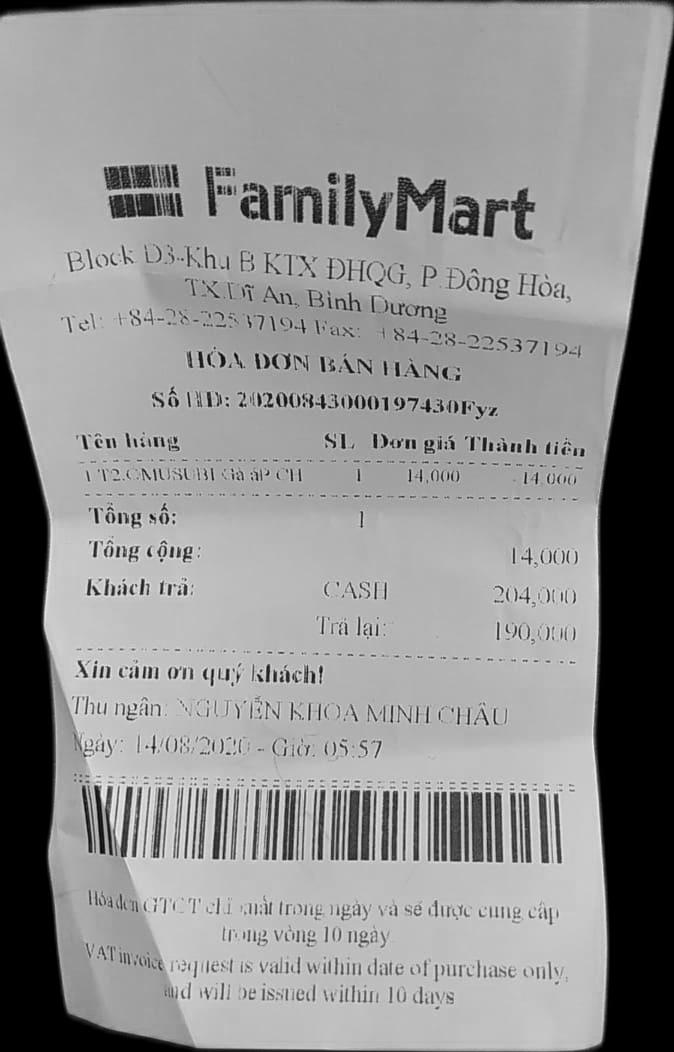 FamilyMart
Block D3-Khu B KTX ĐHQG, P.Đông Hòa,
TX.Dĩ An, Bình Dương
Tel: +84-28-22537194 Fax: +84-28-22537194
HÓA ĐƠN BÁN HÀNG
Số HD: 20200843000197430Fyz
Tên hàng SL Đơn giá Thành tiền
1 T2.OMUSUBI Gà áP CH 1 14,000 14,000
Tổng số: 1
Tổng cộng: 14,000
Khách trả: CASH 204,000
Trả lại: 190,000
Xin cảm ơn quý khách!
Thu ngân: NGUYỄN KHOA MINH CHÂU
Ngày: 14/08/2020 - Giờ: 05:57
Hóa đơn GTGT chỉ xuất trong ngày và sẽ được cung cấp
trong vòng 10 ngày
VAT invoice request is valid within date of purchase only,
and will be issued within 10 days